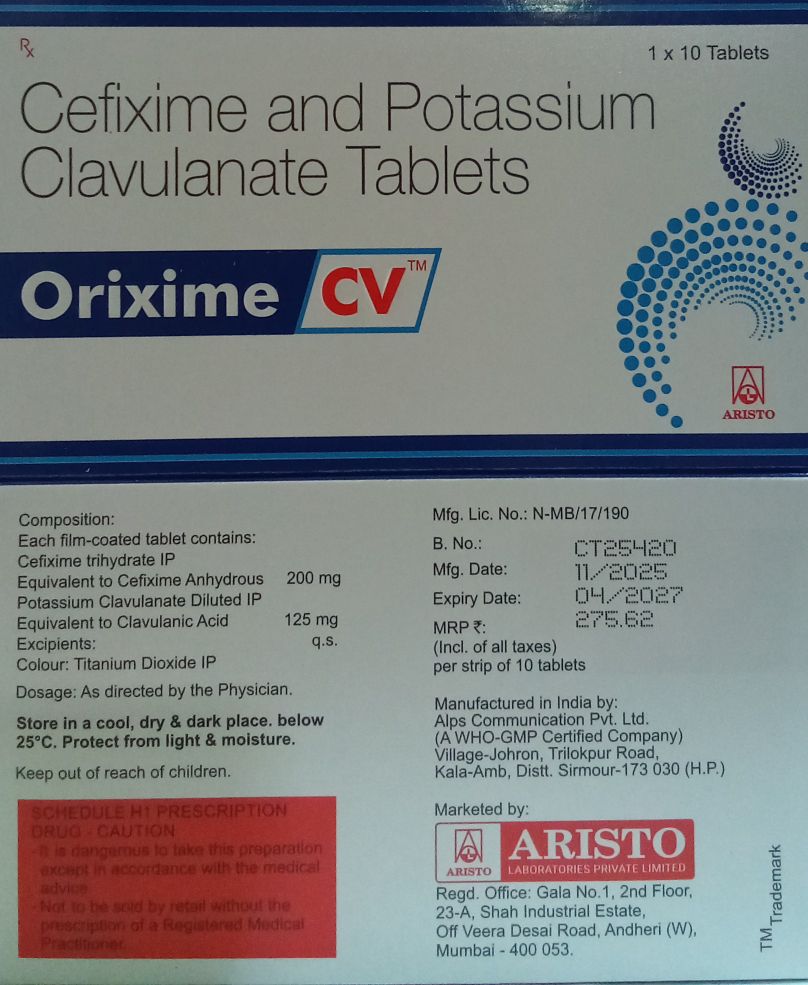 Rx
1 x 10 Tablets
Cefixime and Potassium
Clavulanate Tablets
Orixime CV™
ARISTO
Composition:
Each film-coated tablet contains:
Cefixime trihydrate IP
Equivalent to Cefixime Anhydrous 200 mg
Potassium Clavulanate Diluted IP
Equivalent to Clavulanic Acid 125 mg
Excipients: q.s.
Colour: Titanium Dioxide IP
Dosage: As directed by the Physician.
Store in a cool, dry & dark place. below
25°C. Protect from light & moisture.
Keep out of reach of children.
SCHEDULE H1 PRESCRIPTION
DRUG - CAUTION
-It is dangerous to take this preparation
except in accordance with the medical
advice
-Not to be sold by retail without the
prescription of a Registered Medical
Practitioner.
Mfg. Lic. No.: N-MB/17/190
B. No.: CT25420
Mfg. Date: 11/2025
Expiry Date: 04/2027
MRP ₹: 275.62
(Incl. of all taxes)
per strip of 10 tablets
Manufactured in India by:
Alps Communication Pvt. Ltd.
(A WHO-GMP Certified Company)
Village-Johron, Trilokpur Road,
Kala-Amb, Distt. Sirmour-173 030 (H.P.)
Marketed by:
ARISTO
ARISTO
LABORATORIES PRIVATE LIMITED
Regd. Office: Gala No.1, 2nd Floor,
23-A, Shah Industrial Estate,
Off Veera Desai Road, Andheri (W),
Mumbai - 400 053.
TM Trademark